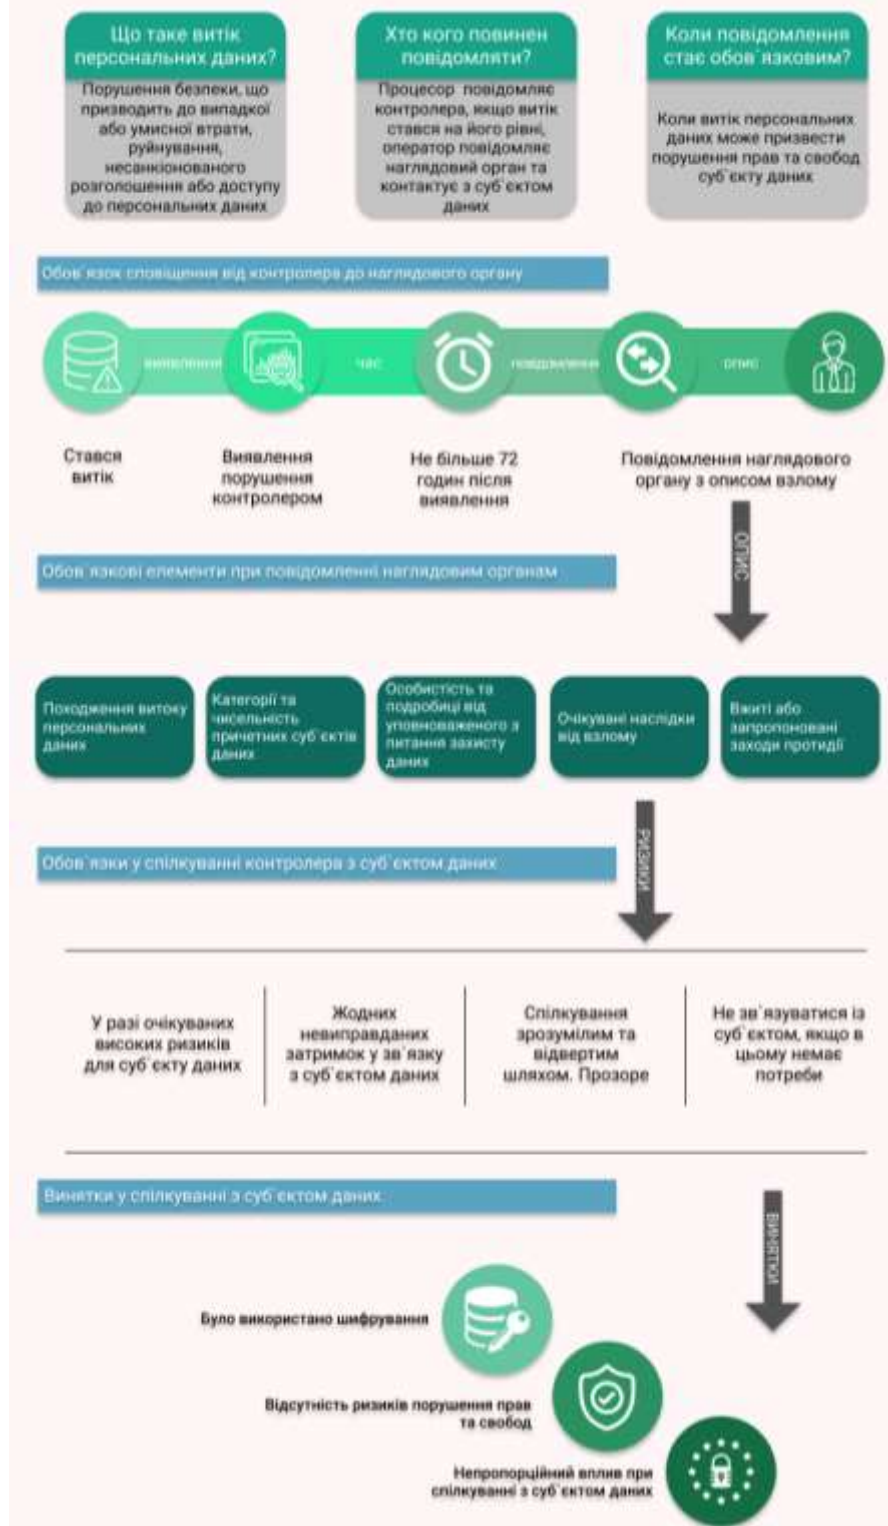 Що таке витік
персональних даних?
Порушення безпеки, що
призводить до випадкої
або умисної втрати,
руйнування,
несанкіонованого
розголошення або доступу
до персональних даних
Хто кого повинен
повідомляти?
Процесор повідомляє
контролера, якщо витік
стався на його рівні,
оператор повідомляє
наглядовий орган та
контактує з суб`єктом
даних
Коли повідомлення
стає обов`язковим?
Коли витік персональних
даних може призвести
порушення прав та свобод
суб`єкту даних
Обов`язок сповіщення від контролера до наглядового органу
виявлення
час
повідомлення
опис
Стався
витік
Виявлення
порушення
контролером
Не більше 72
годин після
виявлення
Повідомлення наглядового
органу з описом взлому
ОПИС
Обов`язкові елементи при повідомленні наглядовим органам
Походження витоку
персональних
даних
Категорії та
чисельність
причетних суб`єктів
даних
Особистість та
подробиці від
уповноваженого з
питання захисту
даних
Очікувані наслідки
від взлому
Вжиті або
запропоновані
заходи протидії
РИЗИКИ
Обов`язки у спілкуванні контролера з суб`єктом даних
У разі очікуваних
високих ризиків
для суб`єкту даних
Жодних
невиправданих
затримок у зв`язку
з суб`єктом даних
Спілкування
зрозумілим та
відвертим
шляхом. Прозоре
Не зв`язуватися із
суб`єктом, якщо в
цьому немає
потреби
Винятки у спілкуванні з суб`єктом даних
ВИНЯТКИ
Було використано шифрування
Відсутність ризиків порушення прав
та свобод
Непропорційний вплив при
спілкуванні з суб`єктом даних